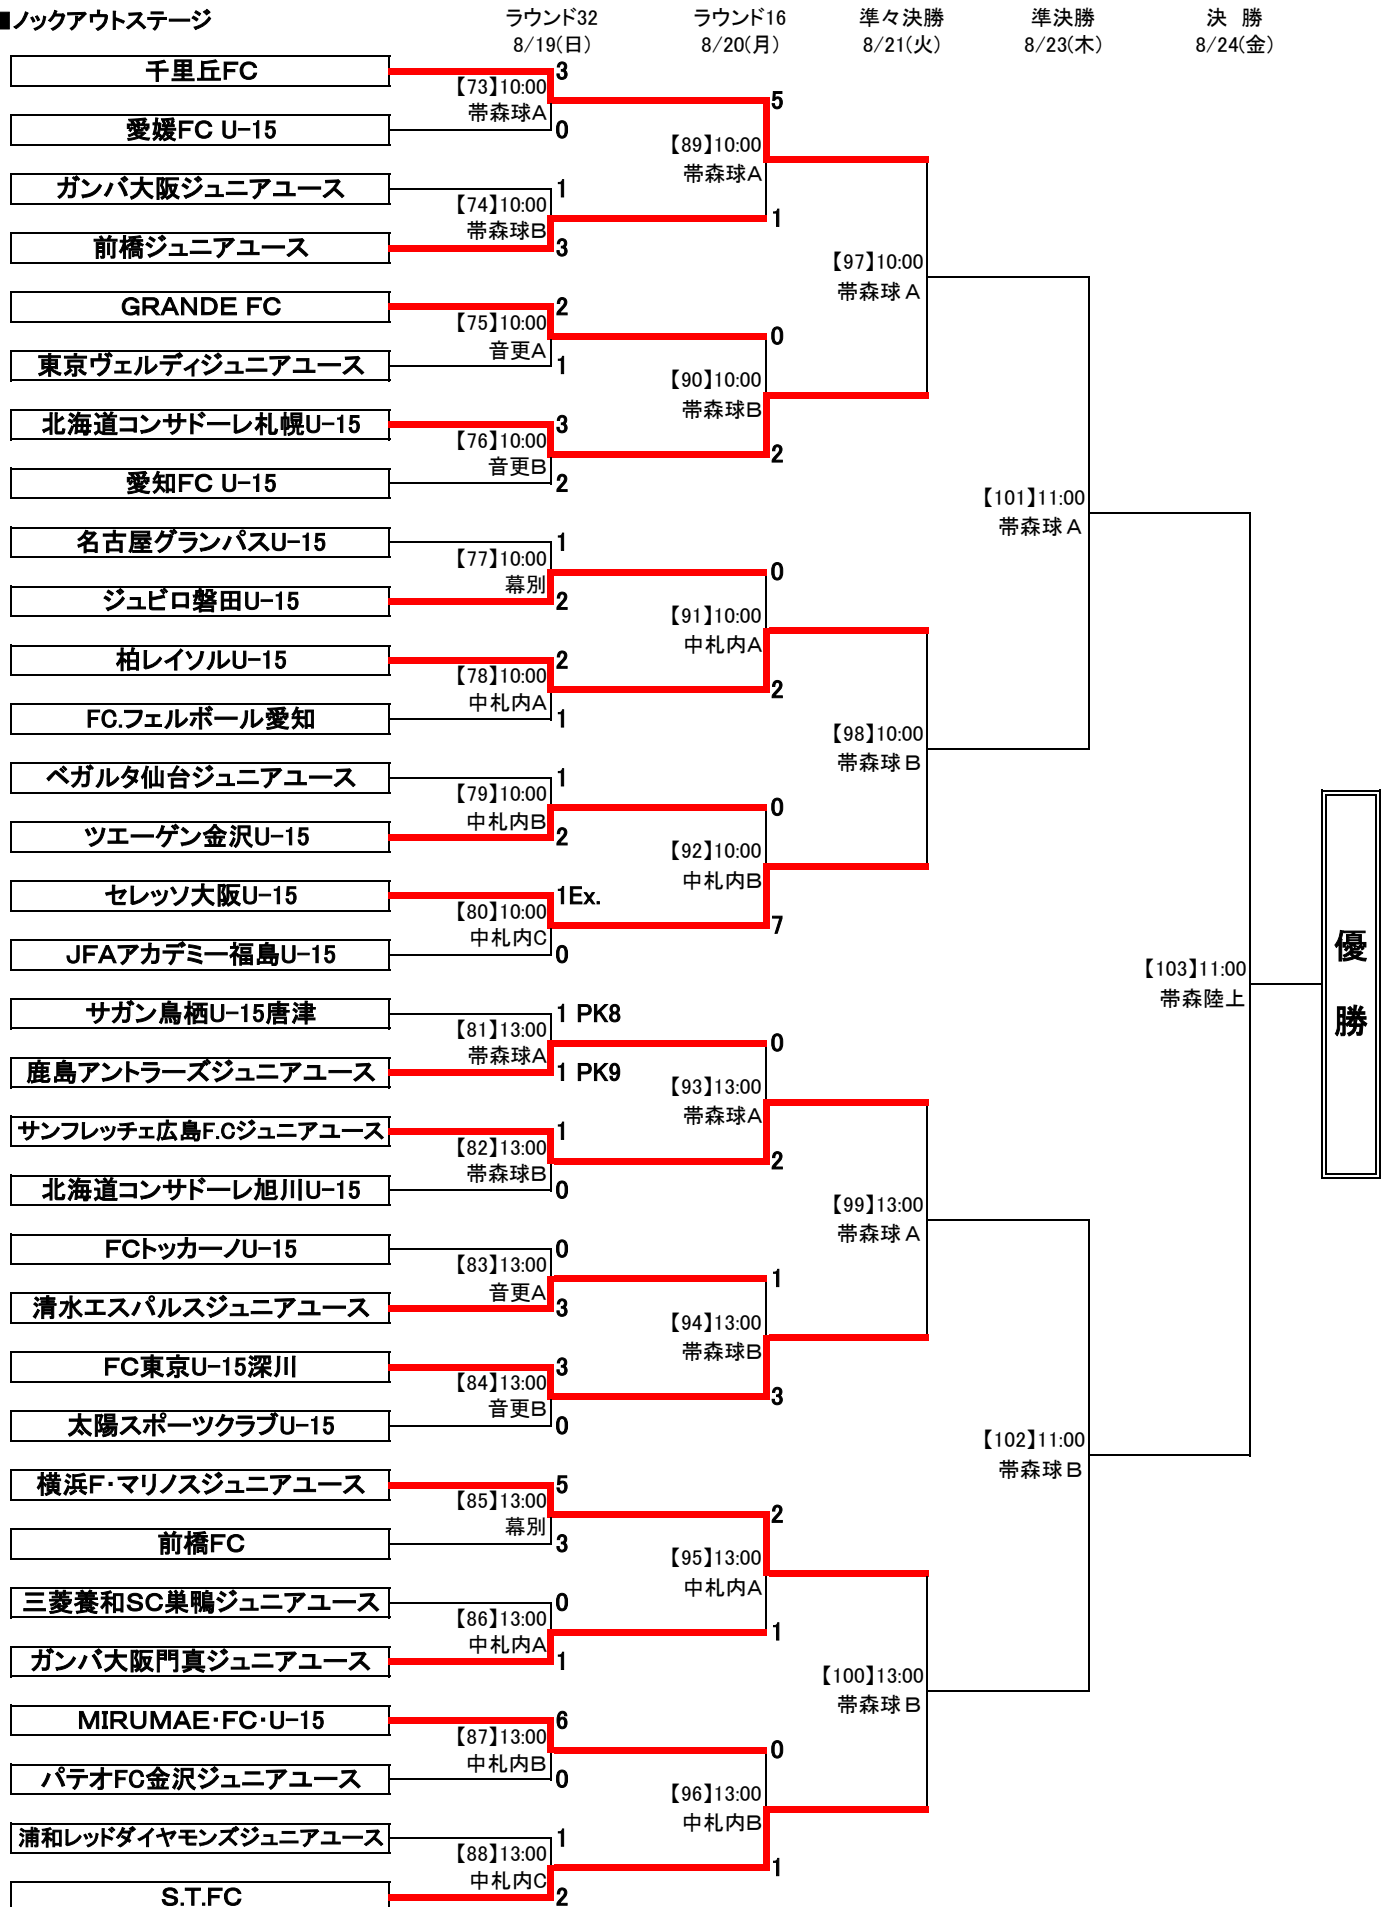 ■ノックアウトステージ
ラウンド32
ラウンド16
準々決勝
準決勝
決 勝
8/19(日)
8/20(月)
8/21(火)
8/23(木)
8/24(金)
千里丘FC
3
【73】10:00
帯森球A
愛媛FC U-15
0
5
【89】10:00
帯森球A
ガンバ大阪ジュニアユース
1
【74】10:00
帯森球B
前橋ジュニアユース
3
1
【97】10:00
帯森球A
GRANDE FC
2
【75】10:00
音更A
東京ヴェルディジュニアユース
1
0
【90】10:00
帯森球B
北海道コンサドーレ札幌U-15
3
【76】10:00
音更B
愛知FC U-15
2
2
【101】11:00
帯森球A
名古屋グランパスU-15
1
【77】10:00
幕別
ジュビロ磐田U-15
2
0
【91】10:00
中札内A
柏レイソルU-15
2
【78】10:00
中札内A
FC.フェルボール愛知
1
2
【98】10:00
帯森球B
ベガルタ仙台ジュニアユース
1
【79】10:00
中札内B
ツエーゲン金沢U-15
2
0
【92】10:00
中札内B
セレッソ大阪U-15
1Ex.
【80】10:00
中札内C
JFAアカデミー福島U-15
0
7
【103】11:00
帯森陸上
優
勝
サガン鳥栖U-15唐津
1 PK8
【81】13:00
帯森球A
鹿島アントラーズジュニアユース
1 PK9
0
【93】13:00
帯森球A
サンフレッチェ広島F.Cジュニアユース
1
【82】13:00
帯森球B
北海道コンサドーレ旭川U-15
0
2
【99】13:00
帯森球A
FCトッカーノU-15
0
【83】13:00
音更A
清水エスパルスジュニアユース
3
1
【94】13:00
帯森球B
FC東京U-15深川
3
【84】13:00
音更B
太陽スポーツクラブU-15
0
3
【102】11:00
帯森球B
横浜F・マリノスジュニアユース
5
【85】13:00
幕別
前橋FC
3
2
【95】13:00
中札内A
三菱養和SC巣鴨ジュニアユース
0
【86】13:00
中札内A
ガンバ大阪門真ジュニアユース
1
1
【100】13:00
帯森球B
MIRUMAE・FC・U-15
6
【87】13:00
中札内B
パテオFC金沢ジュニアユース
0
0
【96】13:00
中札内B
浦和レッドダイヤモンズジュニアユース
1
【88】13:00
中札内C
S.T.FC
2
1